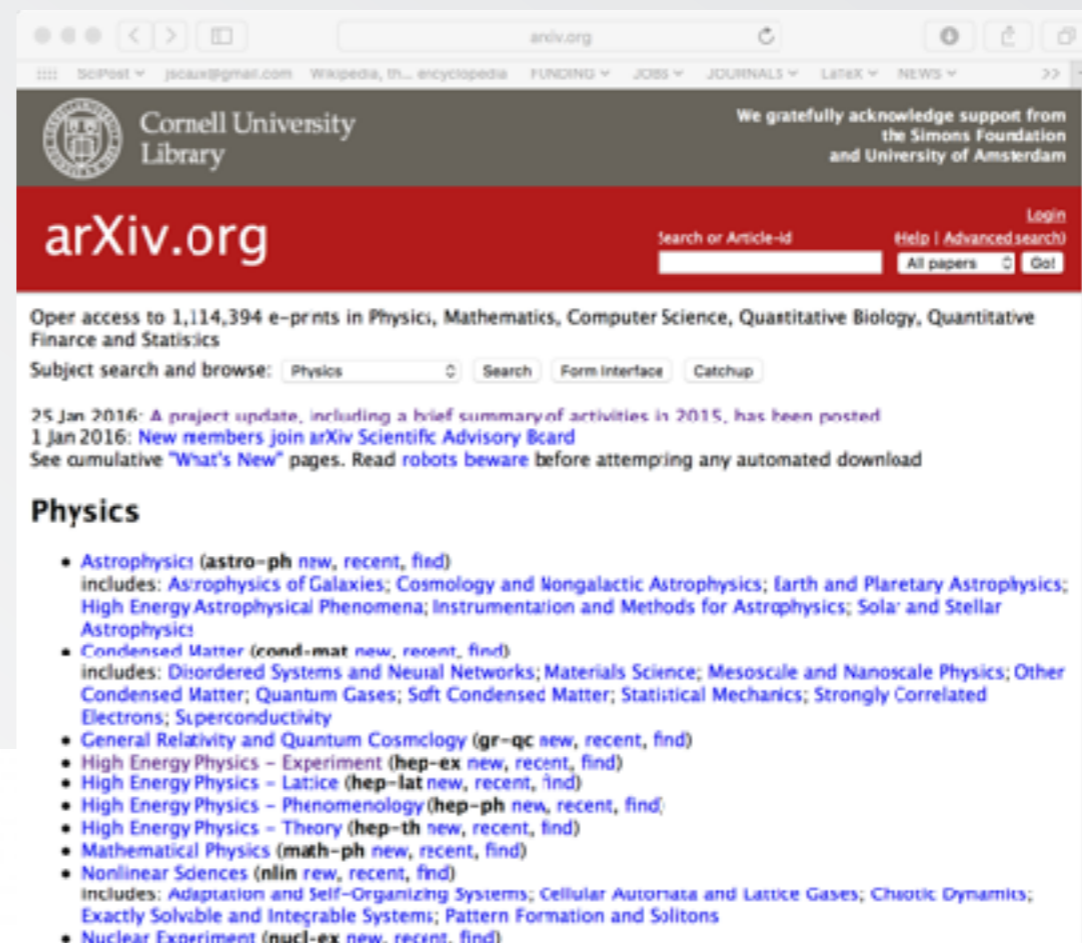 arxiv.org
SciPost jscaux@gmail.com Wikipedia, th... encyclopedia FUNDING JOBS JOURNALS LaTeX NEWS >>
Cornell University
Library
We gratefully acknowledge support from
the Simons Foundation
and University of Amsterdam
arXiv.org
Login
Search or Article-id
(Help | Advanced search)
All papers Go!
Open access to 1,114,394 e-prints in Physics, Mathematics, Computer Science, Quantitative Biology, Quantitative
Finance and Statistics
Subject search and browse: Physics Search Form Interface Catchup
25 Jan 2016: A project update, including a brief summary of activities in 2015, has been posted
1 Jan 2016: New members join arXiv Scientific Advisory Board
See cumulative "What's New" pages. Read robots beware before attempting any automated download
Physics
• Astrophysics (astro-ph new, recent, find)
includes: Astrophysics of Galaxies; Cosmology and Nongalactic Astrophysics; Earth and Planetary Astrophysics;
High Energy Astrophysical Phenomena; Instrumentation and Methods for Astrophysics; Solar and Stellar
Astrophysics
• Condensed Matter (cond-mat new, recent, find)
includes: Disordered Systems and Neural Networks; Materials Science; Mesoscale and Nanoscale Physics; Other
Condensed Matter; Quantum Gases; Soft Condensed Matter; Statistical Mechanics; Strongly Correlated
Electrons; Superconductivity
• General Relativity and Quantum Cosmology (gr-qc new, recent, find)
• High Energy Physics - Experiment (hep-ex new, recent, find)
• High Energy Physics - Lattice (hep-lat new, recent, find)
• High Energy Physics - Phenomenology (hep-ph new, recent, find)
• High Energy Physics - Theory (hep-th new, recent, find)
• Mathematical Physics (math-ph new, recent, find)
• Nonlinear Sciences (nlin new, recent, find)
includes: Adaptation and Self-Organizing Systems; Cellular Automata and Lattice Gases; Chaotic Dynamics;
Exactly Solvable and Integrable Systems; Pattern Formation and Solitons
• Nuclear Experiment (nucl-ex new, recent, find)